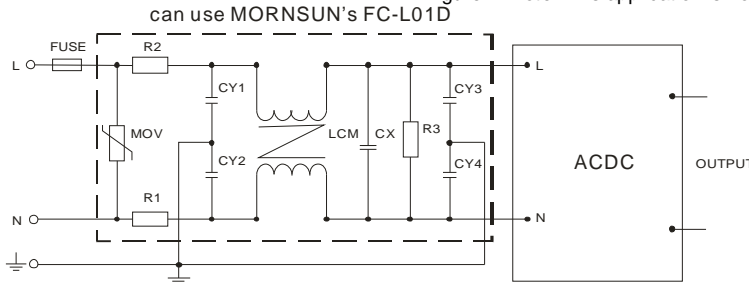 can use MORNSUN's FC-L01D
FUSE
R2
L
L
CY1
CY3
MOV
LCM
CX
R3
CY2
CY4
ACDC
OUTPUT
R1
N
N